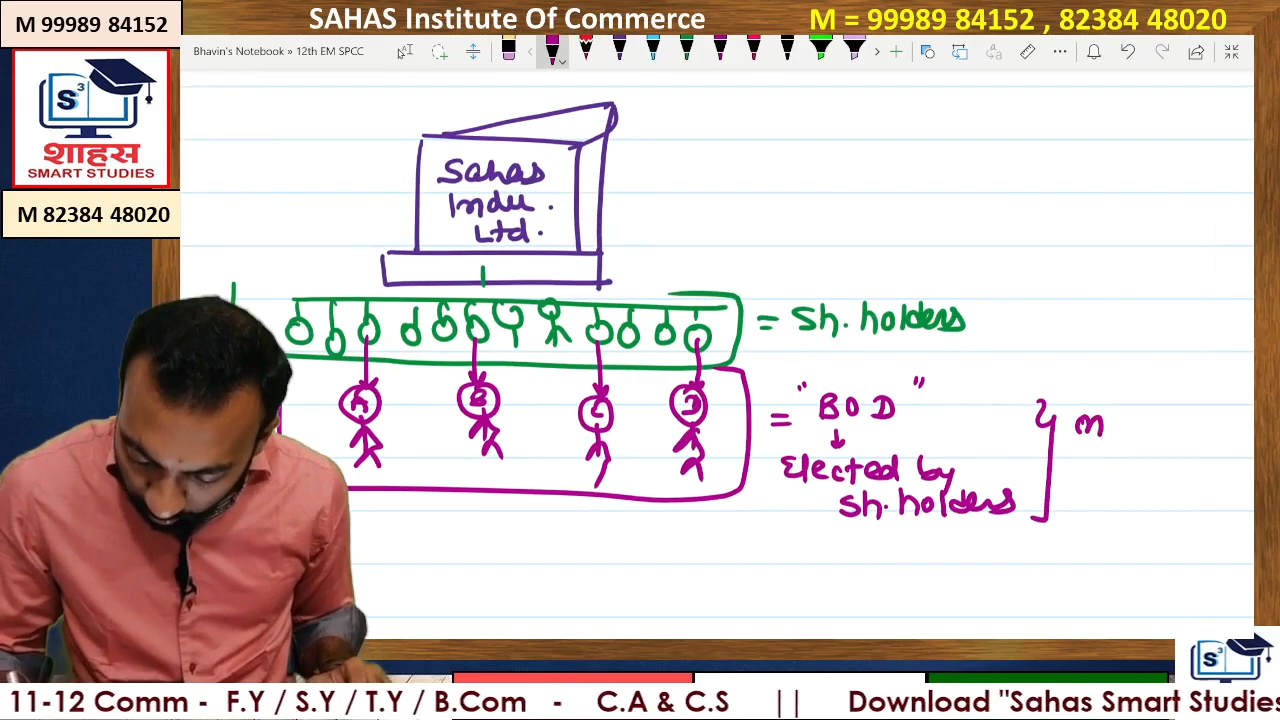 M 99989 84152
SAHAS Institute Of Commerce
M = 99989 84152 , 82384 48020
Bhavin's Notebook » 12th EM SPCC
S³
शाहस
SMART STUDIES
M 82384 48020
Sahas
Indu.
Ltd.
= Sh. holders
A B C D
= "BOD"
Elected by
Sh. holders
m
S³
11-12 Comm - F.Y / S.Y / T.Y / B.Com - C.A & C.S || Download "Sahas Smart Studies